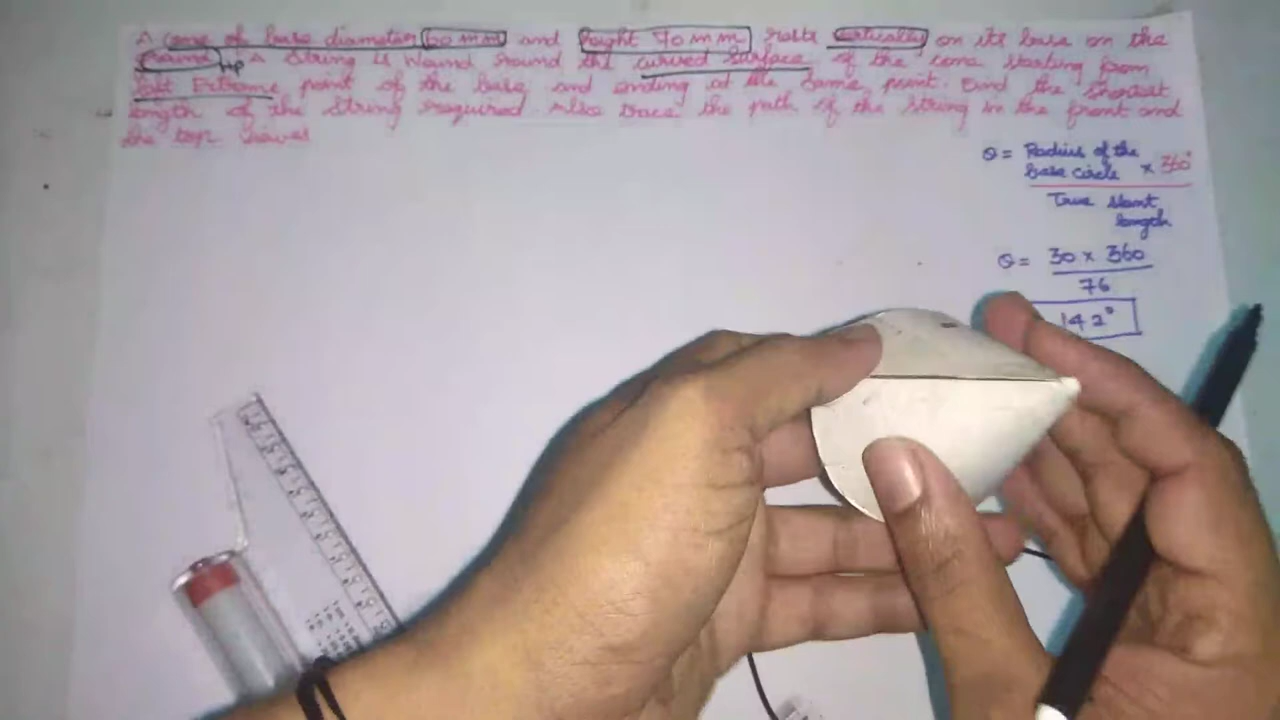 A cone of base diameter 60 mm and height 70 mm rests vertically on its base on the
Ground HP A string is wound round the curved surface of the cone starting from
left Extreme point of the base and ending at the same point. Find the shortest
length of the string required. Also trace the path of the string in the front and
the top views
θ = Radius of the base circle × 360°
True slant length
θ = 30 × 360
76
142°